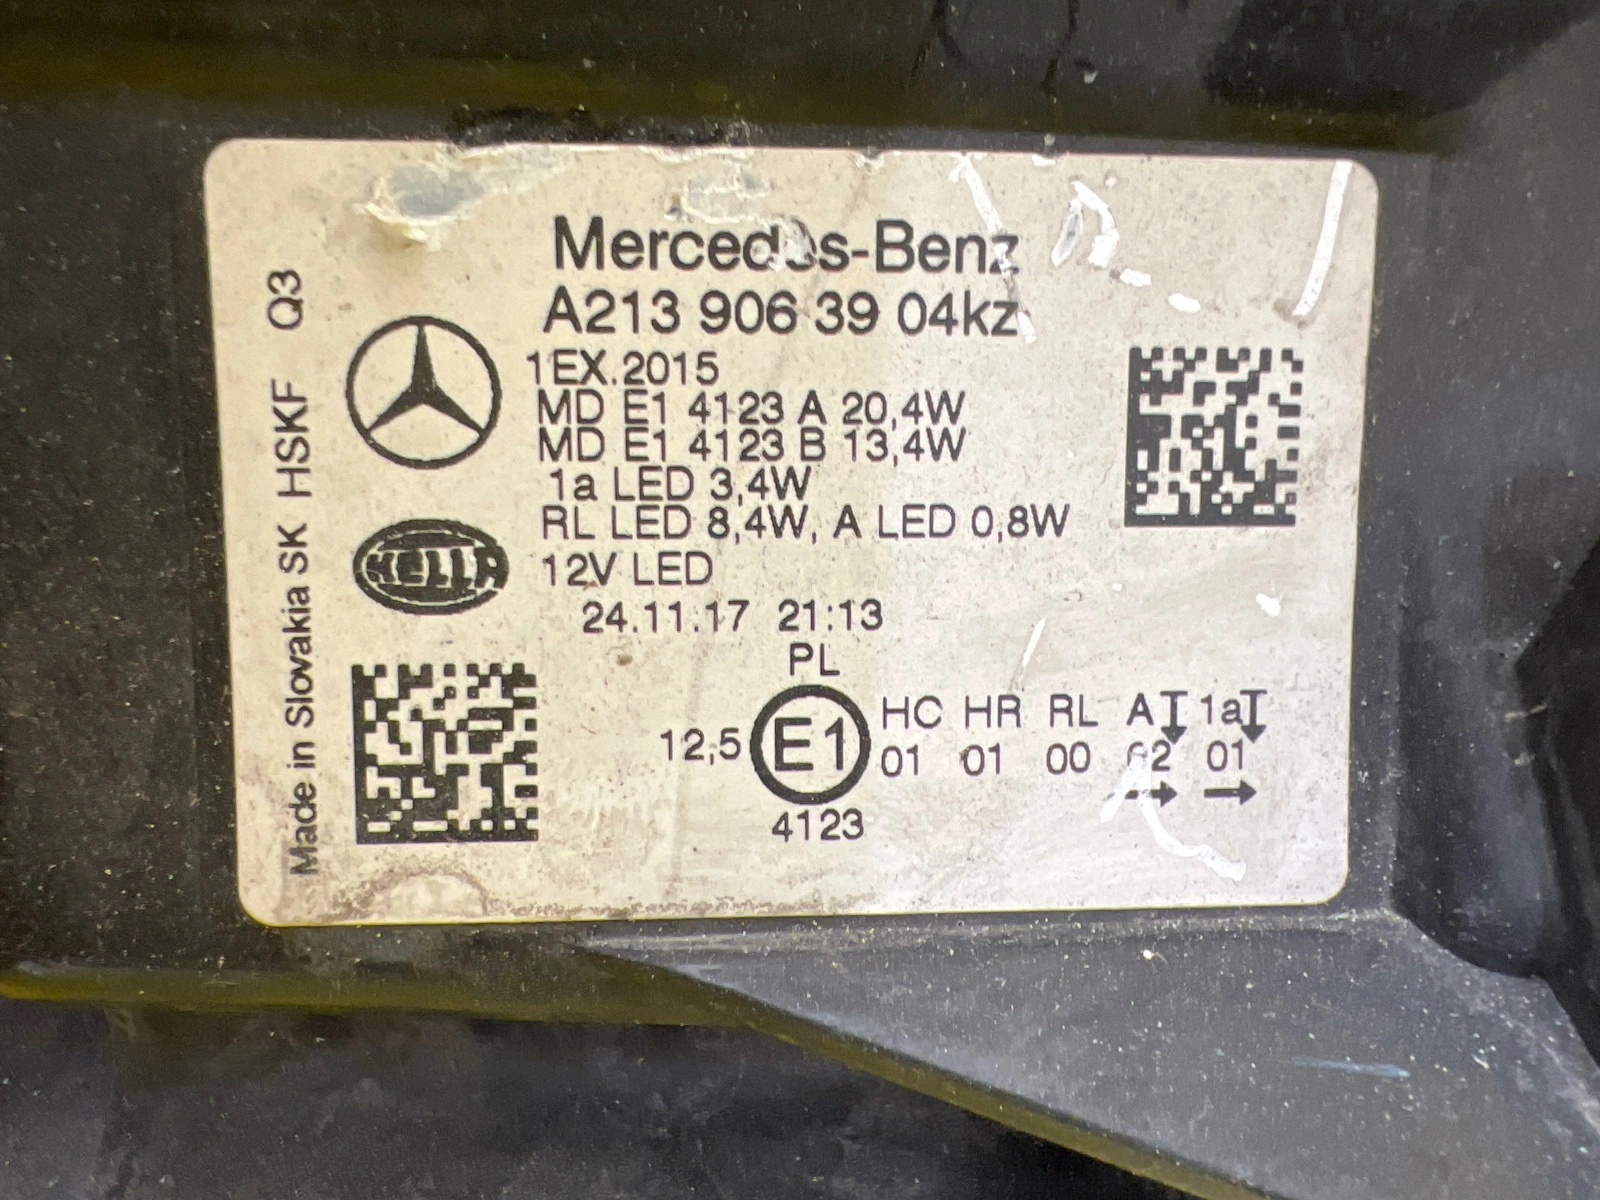 Mercedes-Benz
A213 906 39 04kz
1EX.2015
MD E1 4123 A 20,4W
MD E1 4123 B 13,4W
1a LED 3,4W
RL LED 8,4W, A LED 0,8W
12V LED
24.11.17 21:13
PL
HC HR RL A 1a
12,5 E1 01 01 00 02 01
4123
HELLA
Made in Slovakia SK HSKF Q3